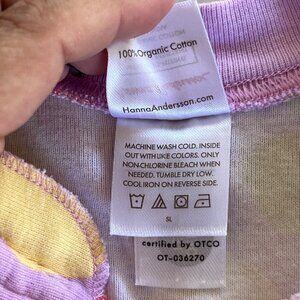 100%Organic Cotton
HannaAndersson.com
MACHINE WASH COLD. INSIDE
OUT WITH LIKE COLORS. ONLY
NON-CHLORINE BLEACH WHEN
NEEDED. TUMBLE DRY LOW.
COOL IRON ON REVERSE SIDE.
SL
certified by OTCO
OT-036270